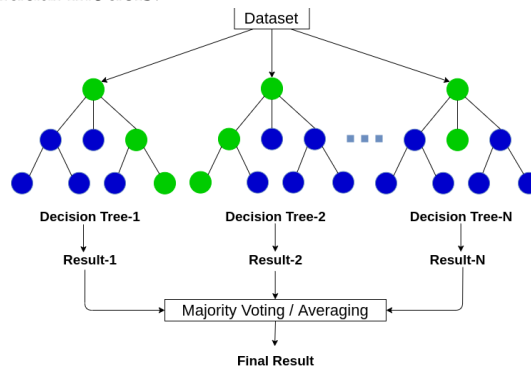 Dataset
Decision Tree-1
Decision Tree-2
Decision Tree-N
Result-1
Result-2
Result-N
Majority Voting / Averaging
Final Result